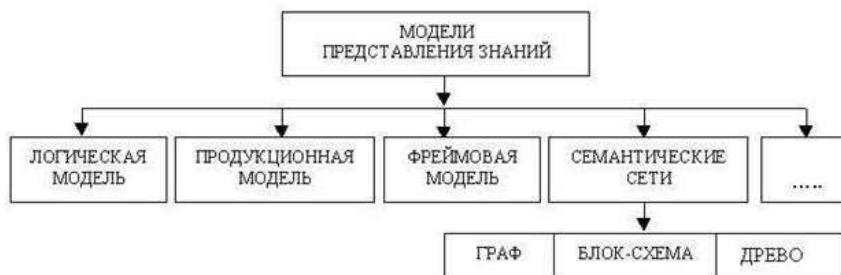 МОДЕЛИ
ПРЕДСТАВЛЕНИЯ ЗНАНИЙ
ЛОГИЧЕСКАЯ
МОДЕЛЬ
ПРОДУКЦИОННАЯ
МОДЕЛЬ
ФРЕЙМОВАЯ
МОДЕЛЬ
СЕМАНТИЧЕСКИЕ
СЕТИ
.....
ГРАФ
БЛОК-СХЕМА
ДРЕВО